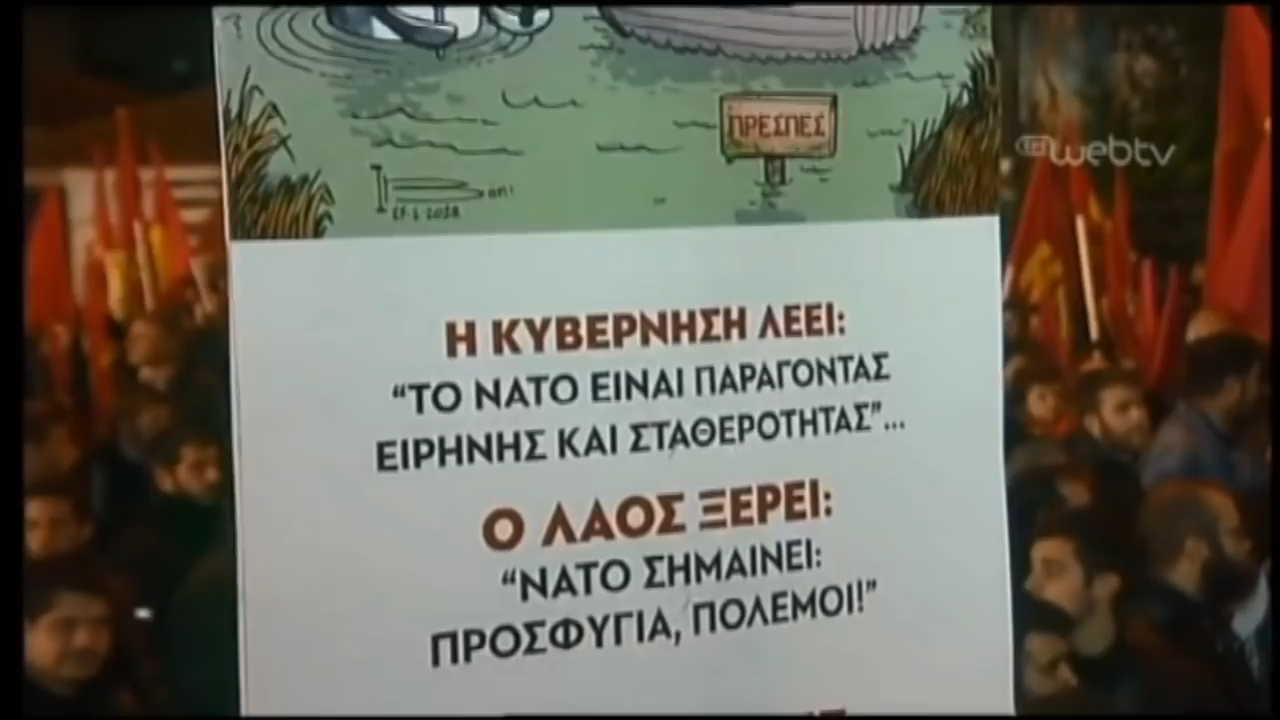 ΠΡΕΣΠΕΣ
webtv
Η ΚΥΒΕΡΝΗΣΗ ΛΕΕΙ:
“ΤΟ ΝΑΤΟ ΕΙΝΑΙ ΠΑΡΑΓΟΝΤΑΣ
ΕΙΡΗΝΗΣ ΚΑΙ ΣΤΑΘΕΡΟΤΗΤΑΣ”...
Ο ΛΑΟΣ ΞΕΡΕΙ:
“ΝΑΤΟ ΣΗΜΑΙΝΕΙ:
ΠΡΟΣΦΥΓΙΑ, ΠΟΛΕΜΟΙ!”